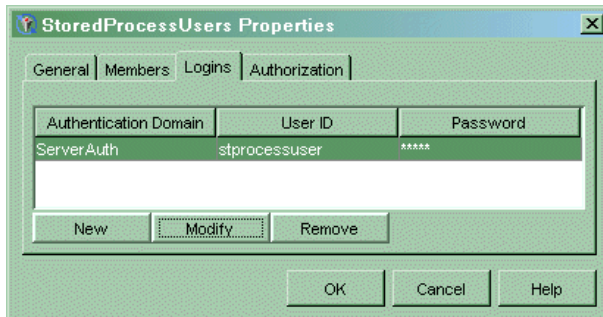 StoredProcessUsers Properties
General Members Logins Authorization
Authentication Domain User ID Password
ServerAuth stprocessuser *****
New Modify Remove
OK Cancel Help